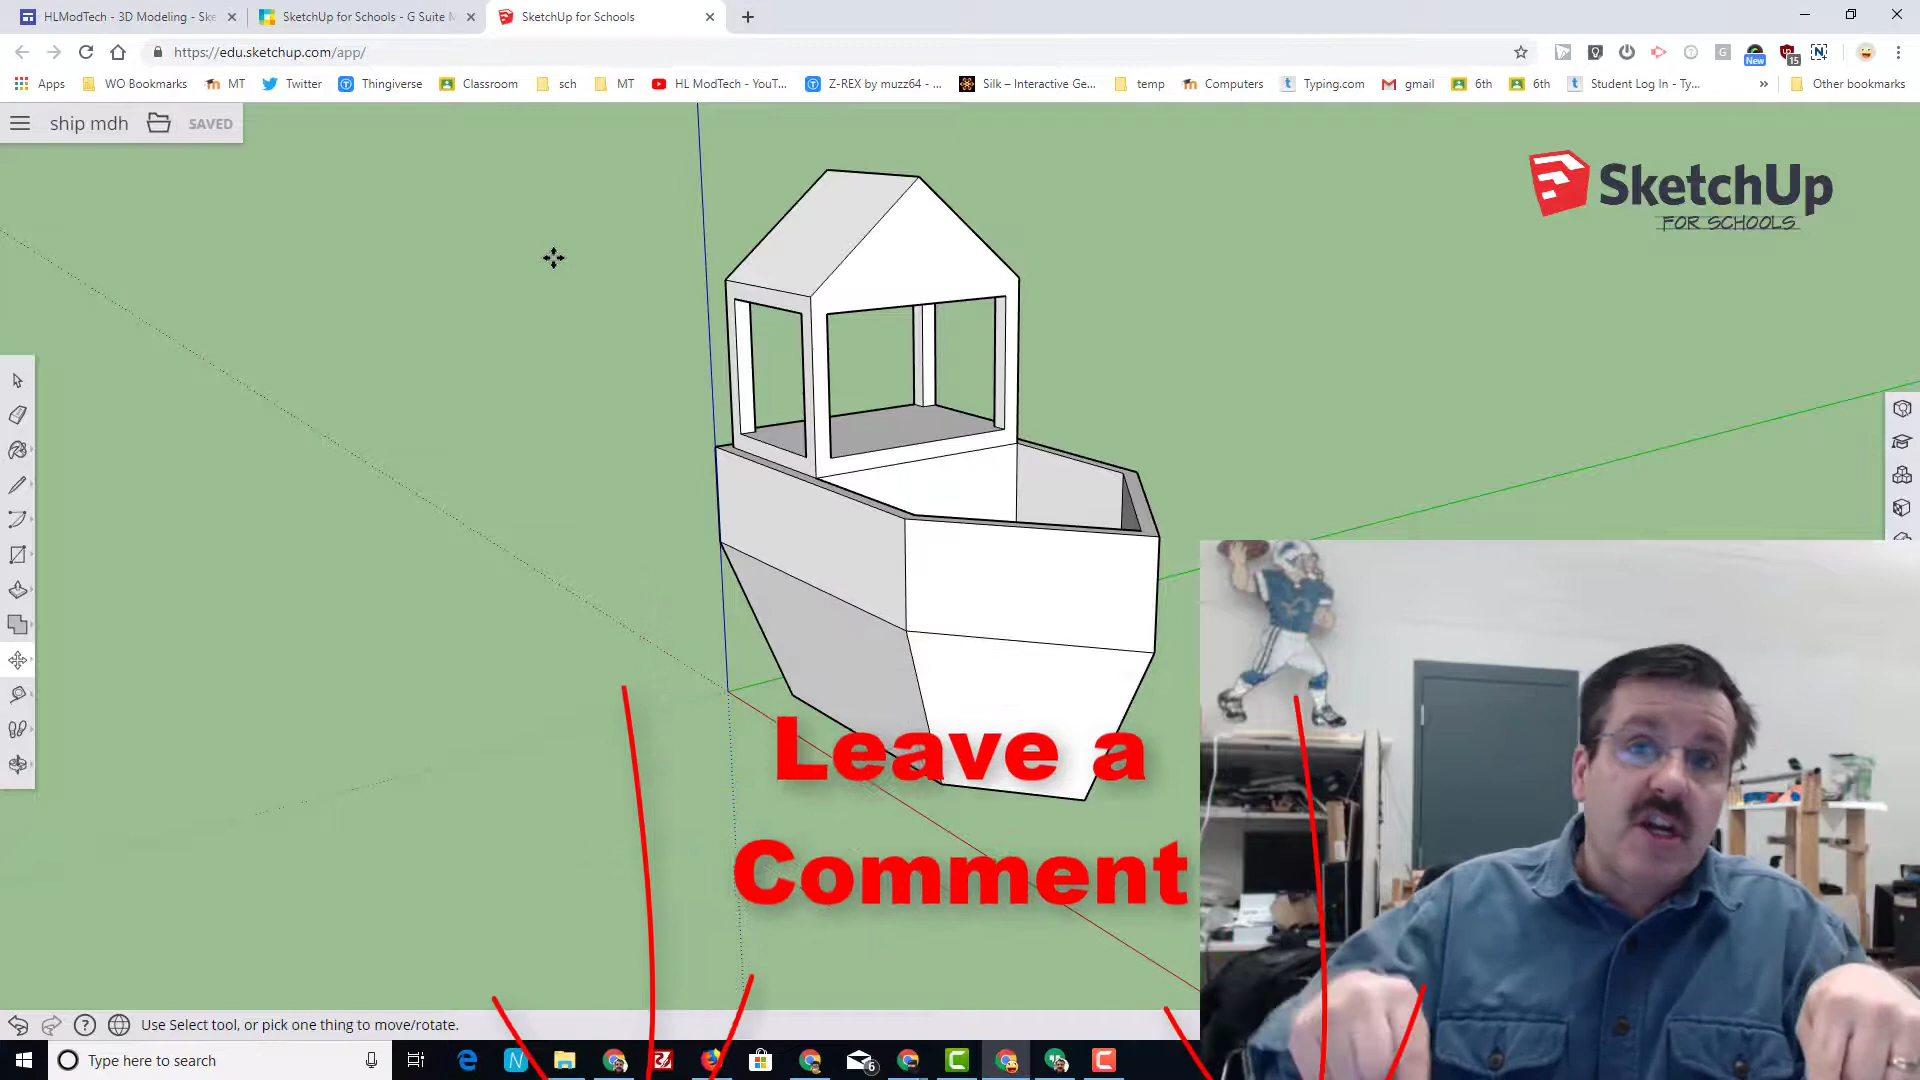 HLModTech - 3D Modeling - Ske
SketchUp for Schools - G Suite M
SketchUp for Schools
https://edu.sketchup.com/app/
New
15
Apps
WO Bookmarks
MT
Twitter
Thingiverse
Classroom
sch
MT
HL ModTech - YouT...
Z-REX by muzz64 - ...
Silk – Interactive Ge...
temp
Computers
Typing.com
gmail
6th
6th
Student Log In - Ty...
»
Other bookmarks
ship mdh
SAVED
SketchUp
FOR SCHOOLS
Leave a
Comment
Use Select tool, or pick one thing to move/rotate.
Type here to search
6